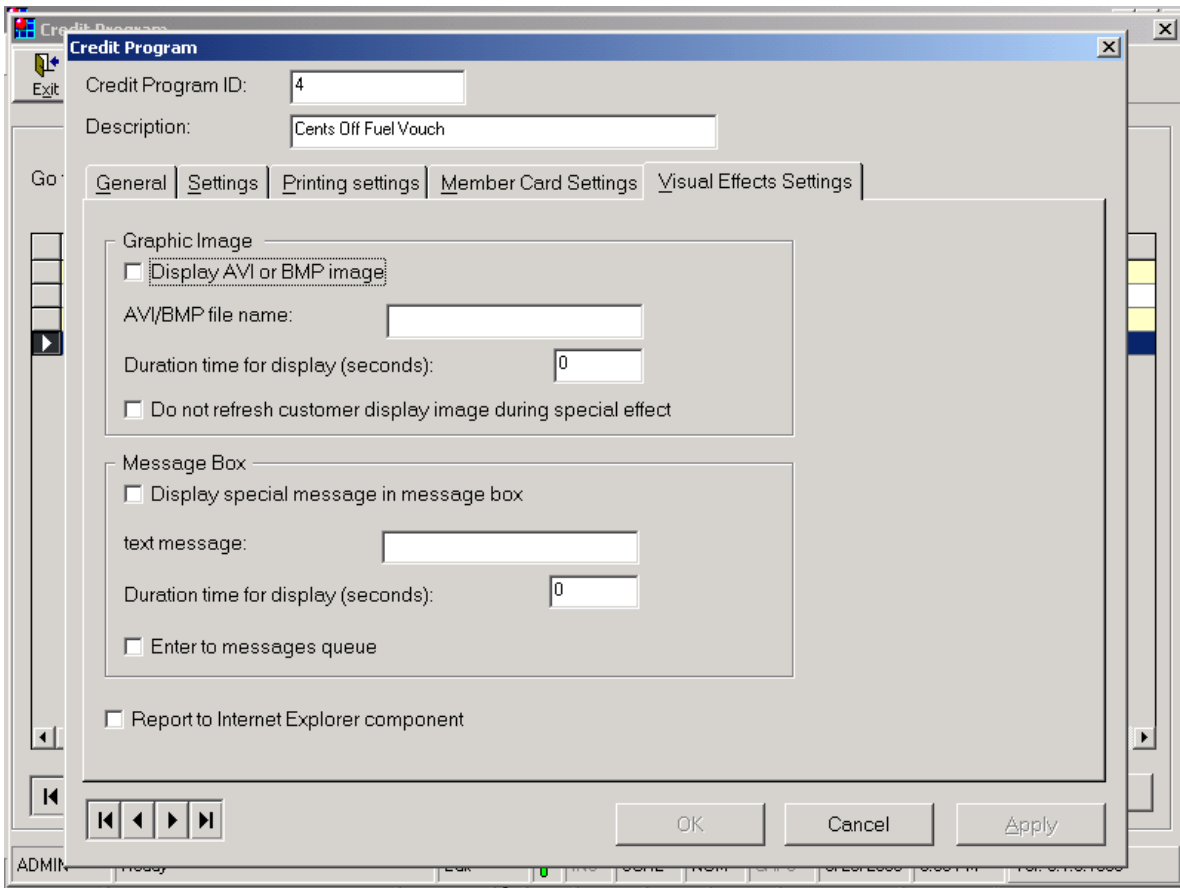 Credit Program
Credit Program
Exit
Credit Program ID:
4
Description:
Cents Off Fuel Vouch
Go
General
Settings
Printing settings
Member Card Settings
Visual Effects Settings
Graphic Image
Display AVI or BMP image
AVI/BMP file name:
Duration time for display (seconds):
0
Do not refresh customer display image during special effect
Message Box
Display special message in message box
text message:
Duration time for display (seconds):
0
Enter to messages queue
Report to Internet Explorer component
OK
Cancel
Apply
ADMIN